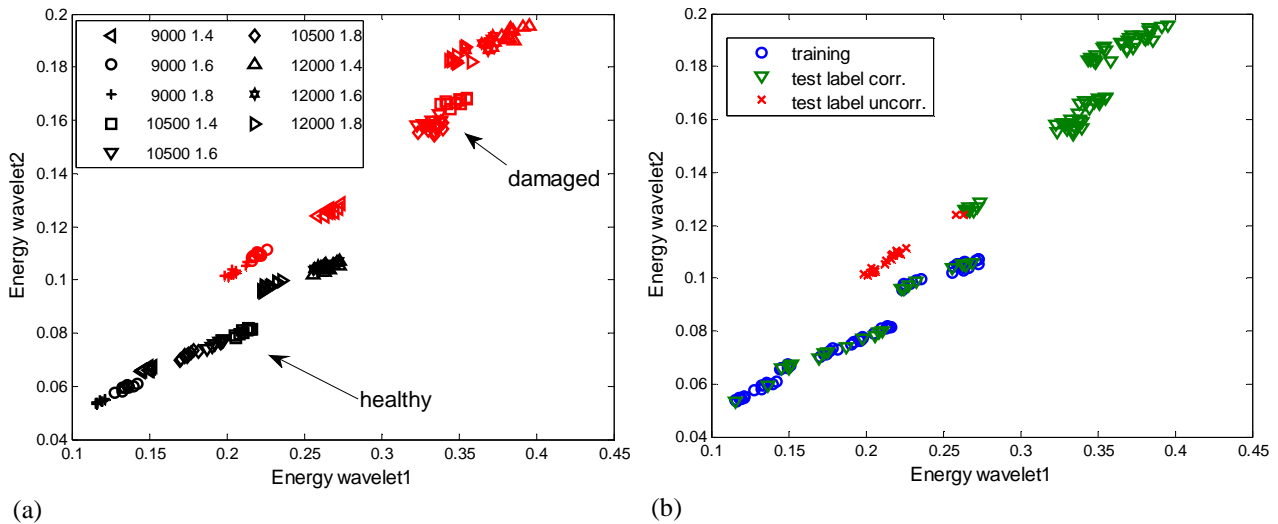 0.2
0.18
0.16
0.14
0.12
0.1
0.08
0.06
0.04
Energy wavelet2
9000 1.4
9000 1.6
9000 1.8
10500 1.4
10500 1.6
10500 1.8
12000 1.4
12000 1.6
12000 1.8
damaged
healthy
0.1 0.15 0.2 0.25 0.3 0.35 0.4 0.45
Energy wavelet1
(a)
0.2
0.18
0.16
0.14
0.12
0.1
0.08
0.06
0.04
Energy wavelet2
training
test label corr.
test label uncorr.
0.1 0.15 0.2 0.25 0.3 0.35 0.4 0.45
Energy wavelet1
(b)